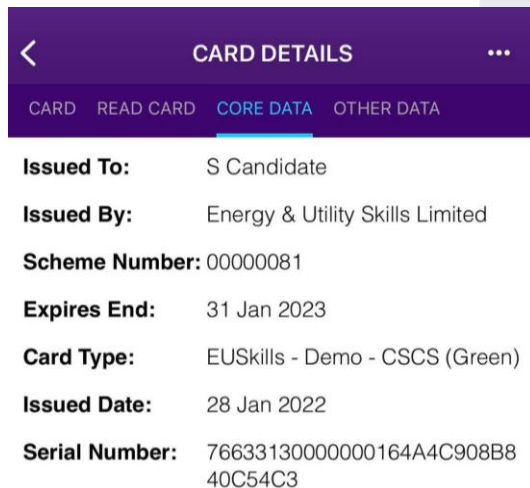 CARD DETAILS
CARD READ CARD CORE DATA OTHER DATA
Issued To: S Candidate
Issued By: Energy & Utility Skills Limited
Scheme Number: 00000081
Expires End: 31 Jan 2023
Card Type: EUSkills - Demo - CSCS (Green)
Issued Date: 28 Jan 2022
Serial Number: 76633130000000164A4C908B8
40C54C3